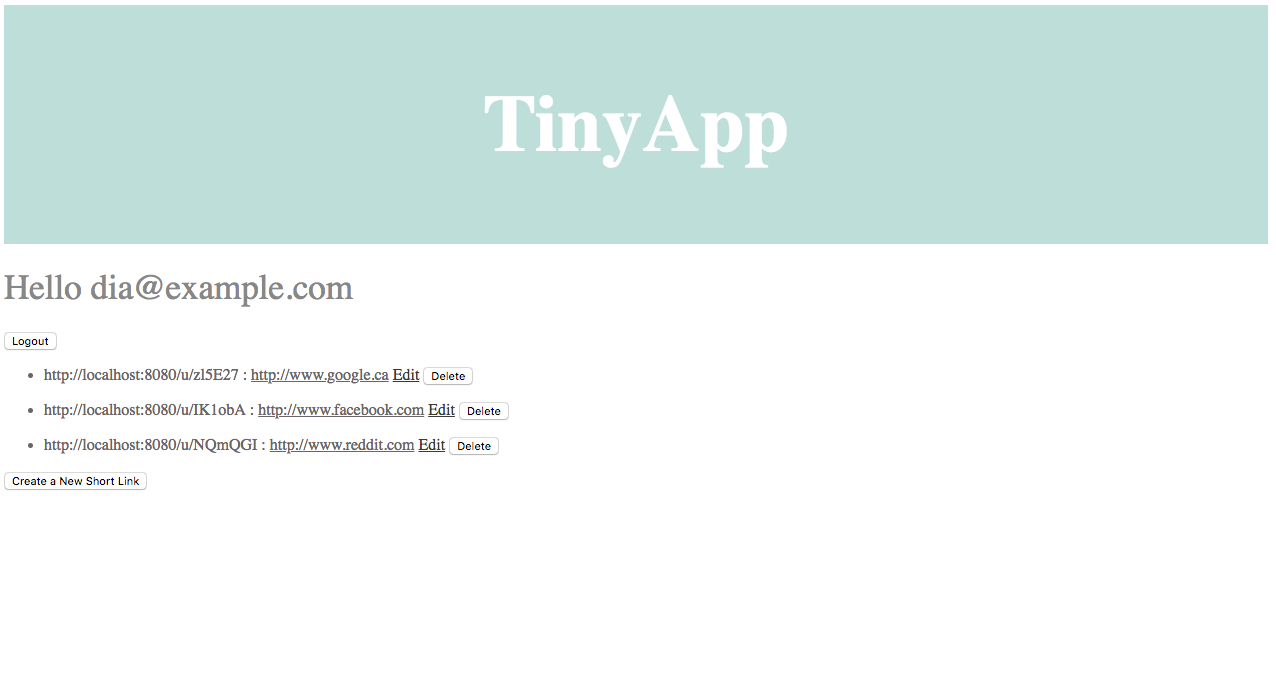 TinyApp
Hello dia@example.com
Logout
http://localhost:8080/u/zl5E27 : http://www.google.ca Edit Delete
http://localhost:8080/u/IK1obA : http://www.facebook.com Edit Delete
http://localhost:8080/u/NQmQGI : http://www.reddit.com Edit Delete
Create a New Short Link